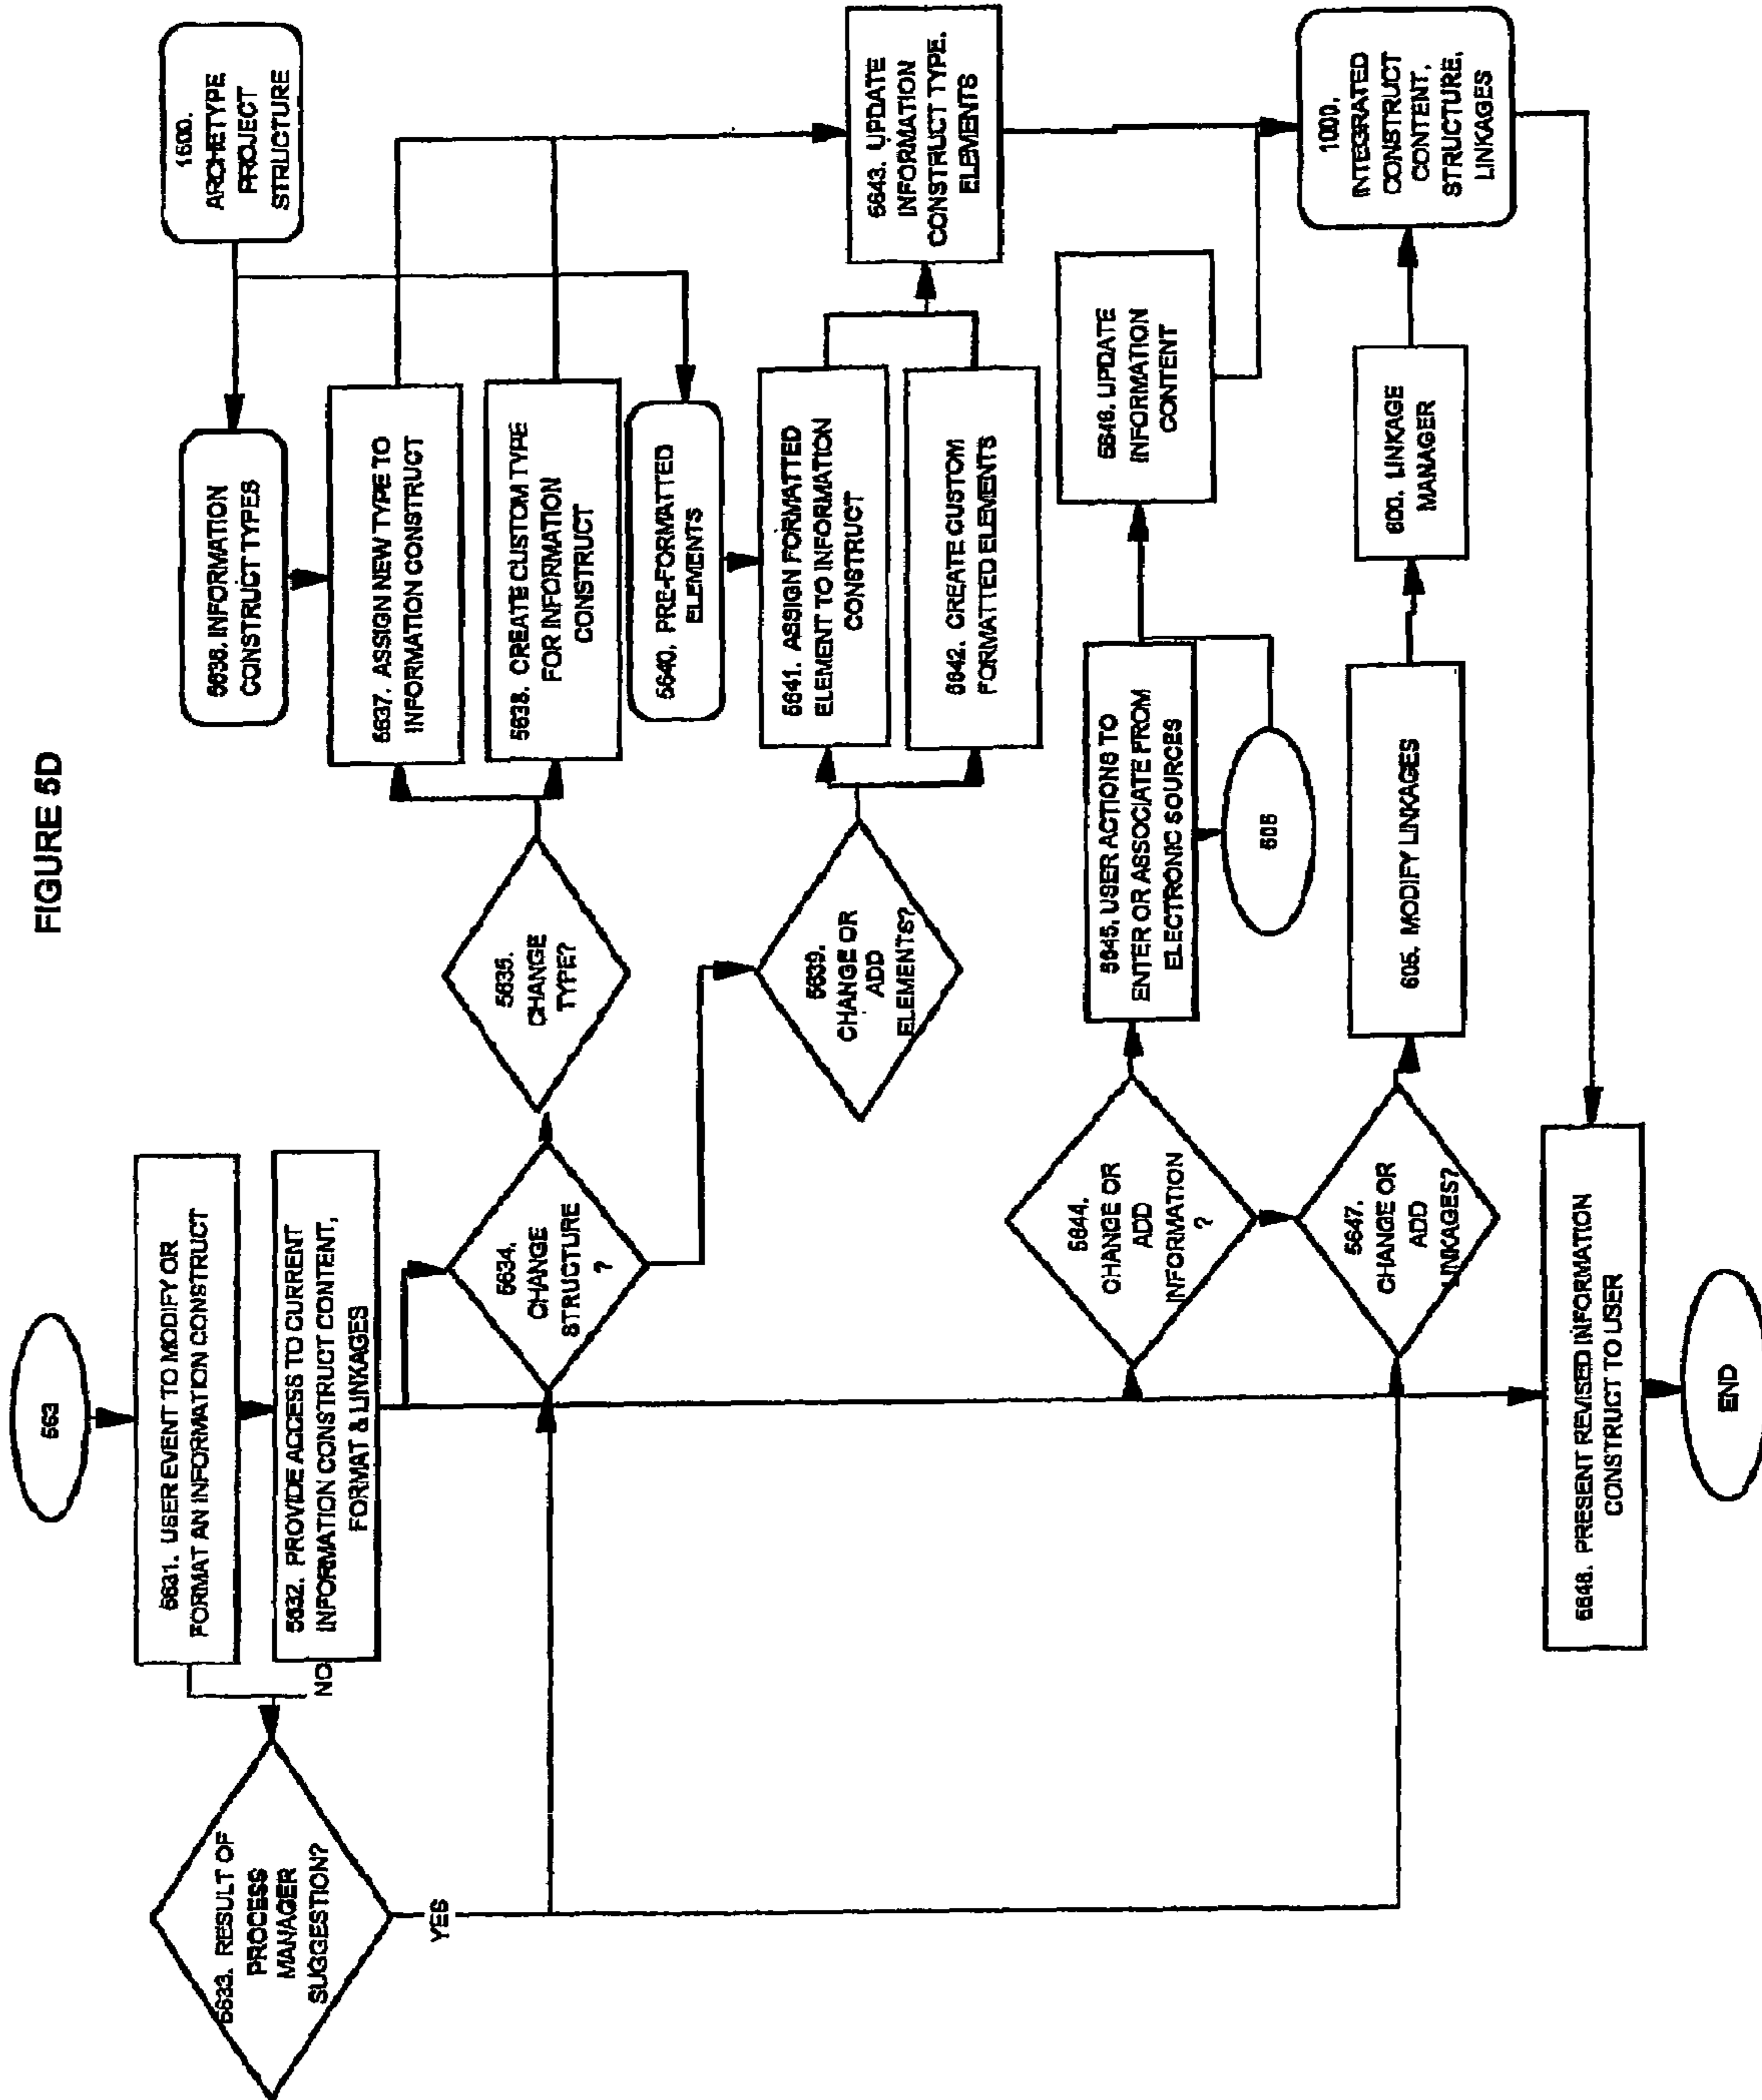 FIGURE 5D
563
5631. USER EVENT TO MODIFY OR
FORMAT AN INFORMATION CONSTRUCT
5632. PROVIDE ACCESS TO CURRENT
INFORMATION CONSTRUCT CONTENT,
FORMAT & LINKAGES
NO
5633. RESULT OF
PROCESS
MANAGER
SUGGESTION?
YES
5634.
CHANGE
STRUCTURE
?
5635.
CHANGE
TYPE?
1500.
ARCHETYPE
PROJECT
STRUCTURE
5636. INFORMATION
CONSTRUCT TYPES
5637. ASSIGN NEW TYPE TO
INFORMATION CONSTRUCT
5638. CREATE CUSTOM TYPE
FOR INFORMATION
CONSTRUCT
5639.
CHANGE OR
ADD
ELEMENTS?
5640. PRE-FORMATTED
ELEMENTS
5641. ASSIGN FORMATTED
ELEMENT TO INFORMATION
CONSTRUCT
5642. CREATE CUSTOM
FORMATTED ELEMENTS
5643. UPDATE
INFORMATION
CONSTRUCT TYPE.
ELEMENTS
5644.
CHANGE OR
ADD
INFORMATION
?
5645. USER ACTIONS TO
ENTER OR ASSOCIATE FROM
ELECTRONIC SOURCES
5646. UPDATE
INFORMATION
CONTENT
5647.
CHANGE OR
ADD
LINKAGES?
605. MODIFY LINKAGES
600. LINKAGE
MANAGER
1000.
INTEGRATED
CONSTRUCT
CONTENT,
STRUCTURE,
LINKAGES
5648. PRESENT REVISED INFORMATION
CONSTRUCT TO USER
END